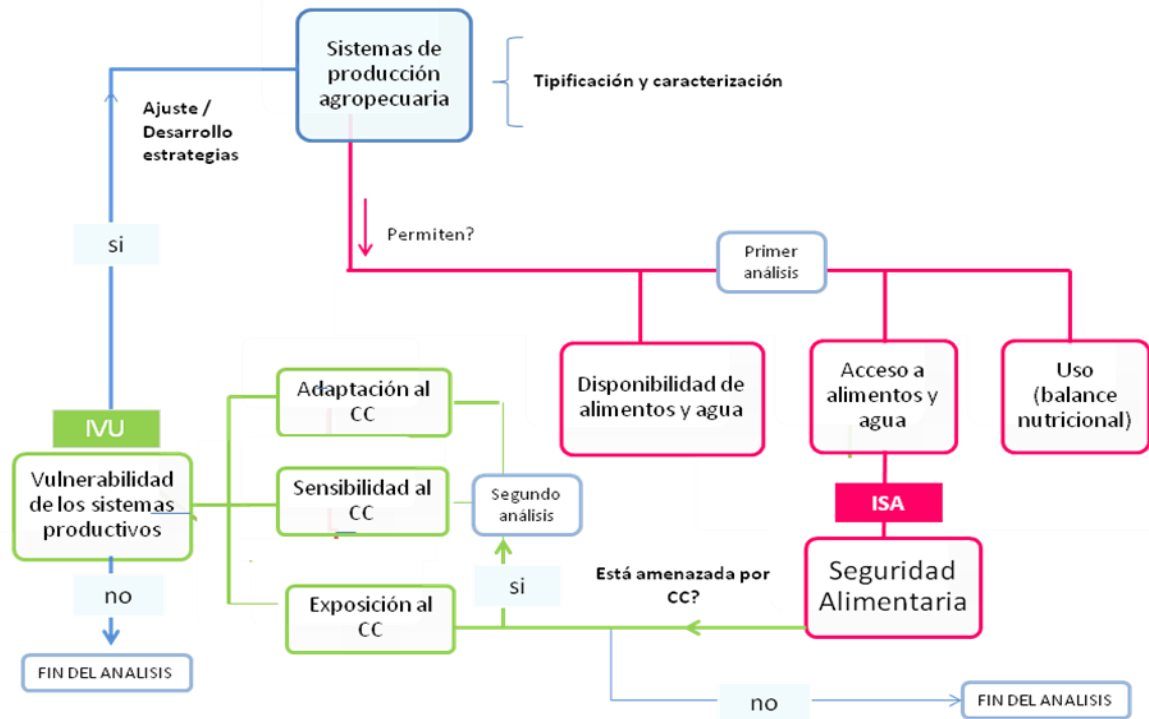 Sistemas de
producción
agropecuaria
Tipificación y caracterización
Ajuste /
Desarrollo
estrategias
si
Permiten?
Primer
análisis
Disponibilidad de
alimentos y agua
Acceso a
alimentos y
agua
Uso
(balance
nutricional)
Adaptación al
CC
IVU
Vulnerabilidad
de los sistemas
productivos
Sensibilidad al
CC
Segundo
análisis
ISA
Seguridad
Alimentaria
Está amenazada por
CC?
si
no
Exposición al
CC
FIN DEL ANALISIS
no
FIN DEL ANALISIS